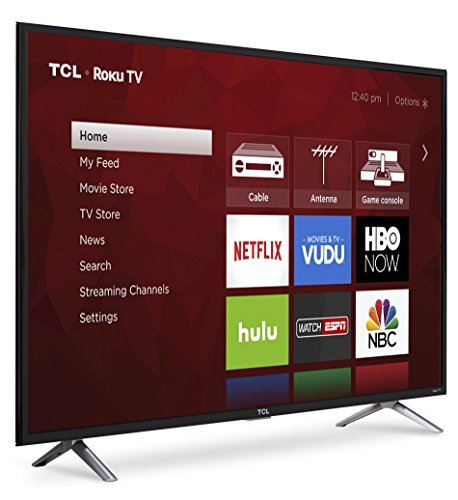 TCL • Roku TV
12:40 pm | Options
Home
My Feed
Movie Store
TV Store
News
Search
Streaming Channels
Settings
Cable
Antenna
Game console
NETFLIX
MOVIES & TV
VUDU
HBO
NOW
hulu
WATCH ESPN
NBC
TCL